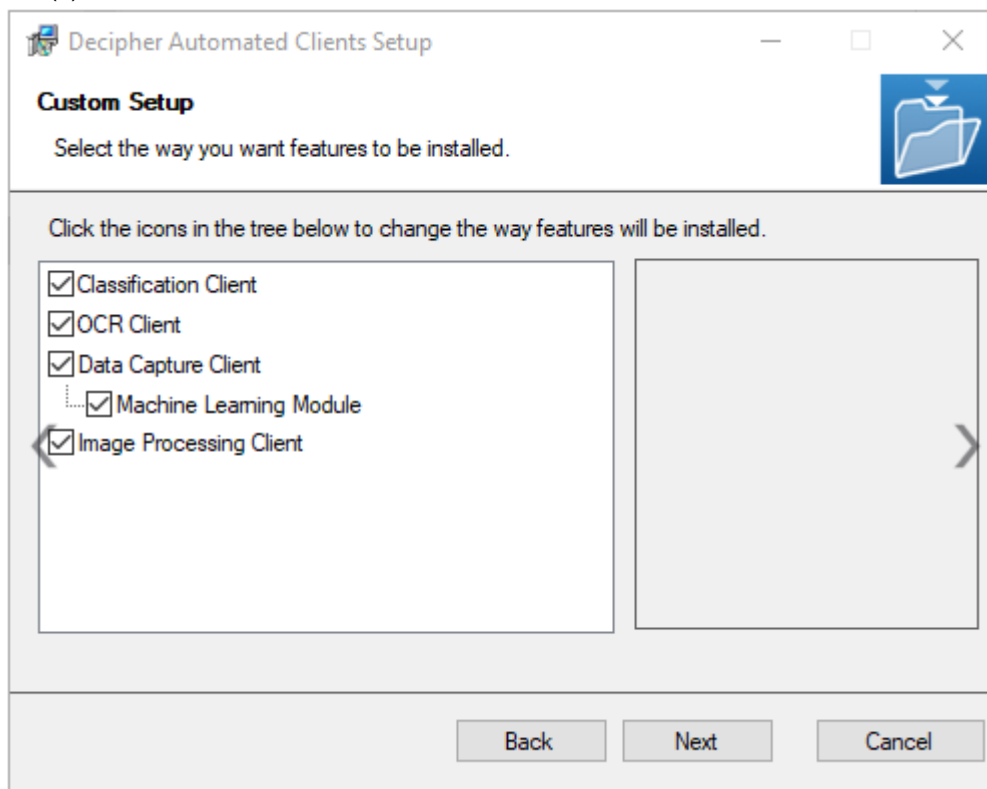 Decipher Automated Clients Setup
Custom Setup
Select the way you want features to be installed.
Click the icons in the tree below to change the way features will be installed.
Classification Client
OCR Client
Data Capture Client
Machine Learning Module
Image Processing Client
Back Next Cancel